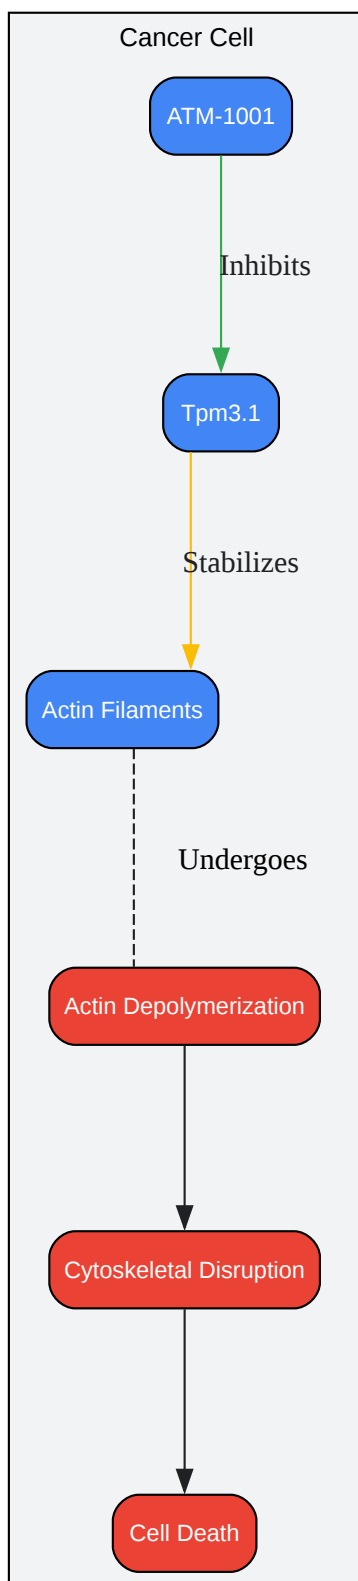 Cancer Cell
ATM-1001
Inhibits
Tpm3.1
Stabilizes
Actin Filaments
Undergoes
Actin Depolymerization
Cytoskeletal Disruption
Cell Death